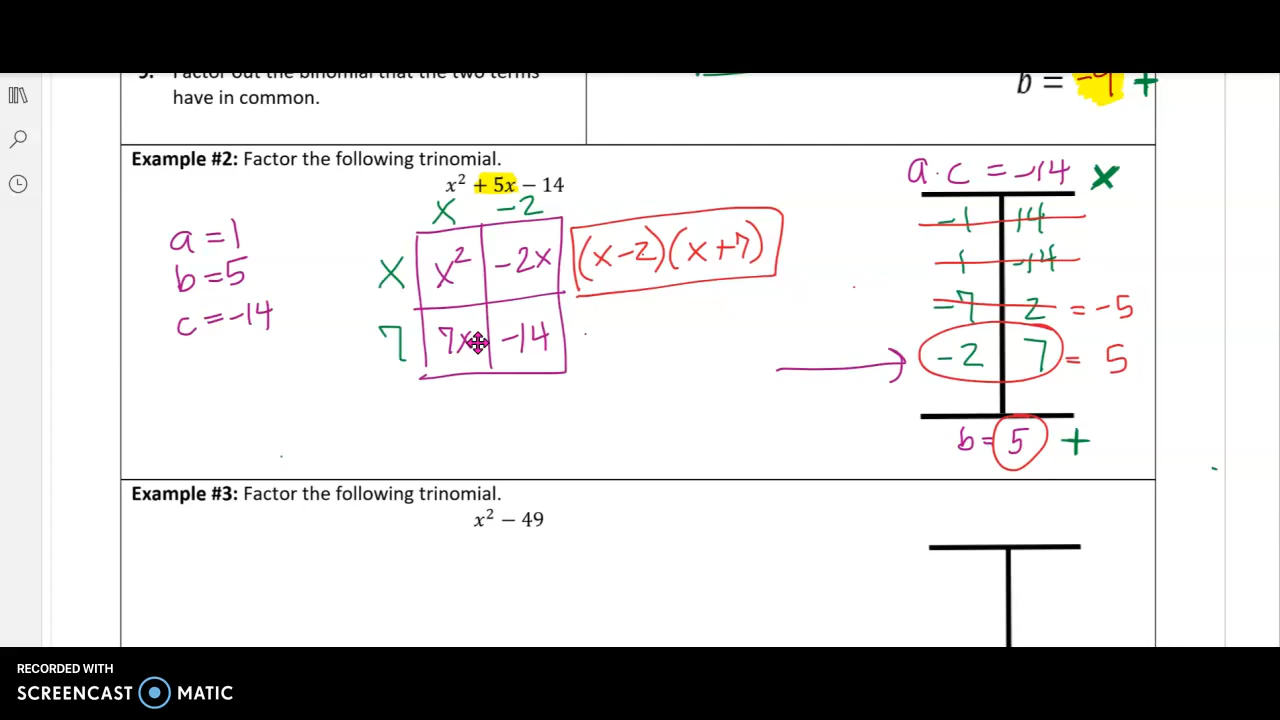 Factor out the binomial that the two terms
have in common.
b = -9 +
Example #2: Factor the following trinomial.
x² + 5x − 14
a = 1
b = 5
c = -14
x -2
x x² -2x
7 7x -14
(x-2)(x+7)
a · c = -14 x
-1 14
1 -14
-7 2 = -5
-2 7 = 5
b = 5 +
Example #3: Factor the following trinomial.
x² − 49
RECORDED WITH
SCREENCAST MATIC